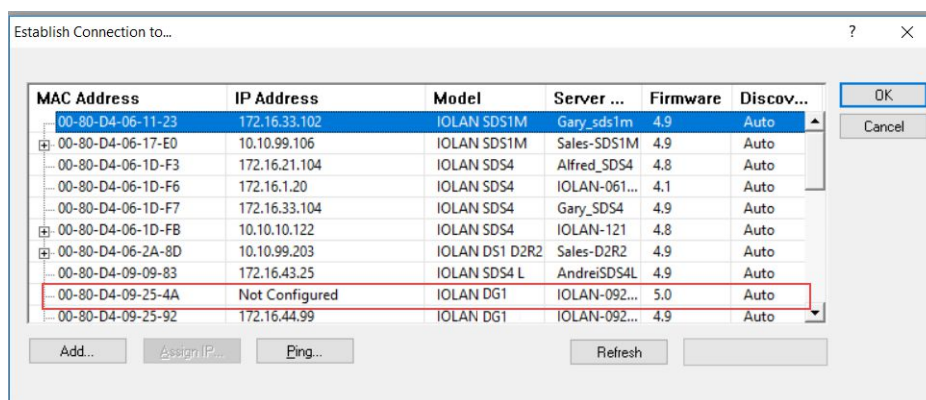 Establish Connection to... ?
MAC Address IP Address Model Server ... Firmware Discov... OK
00-80-D4-06-11-23 172.16.33.102 IOLAN SDS1M Gary_sds1m 4.9 Auto Cancel
00-80-D4-06-17-E0 10.10.99.106 IOLAN SDS1M Sales-SDS1M 4.9 Auto
00-80-D4-06-1D-F3 172.16.21.104 IOLAN SDS4 Alfred_SDS4 4.8 Auto
00-80-D4-06-1D-F6 172.16.1.20 IOLAN SDS4 IOLAN-061... 4.1 Auto
00-80-D4-06-1D-F7 172.16.33.104 IOLAN SDS4 Gary_SDS4 4.9 Auto
00-80-D4-06-1D-FB 10.10.10.122 IOLAN SDS4 IOLAN-121 4.8 Auto
00-80-D4-06-2A-8D 10.10.99.203 IOLAN DS1 D2R2 Sales-D2R2 4.9 Auto
00-80-D4-09-09-83 172.16.43.25 IOLAN SDS4 L AndreiSDS4L 4.9 Auto
00-80-D4-09-25-4A Not Configured IOLAN DG1 IOLAN-092... 5.0 Auto
00-80-D4-09-25-92 172.16.44.99 IOLAN DG1 IOLAN-092... 4.9 Auto
Add... Assign IP... Ping... Refresh